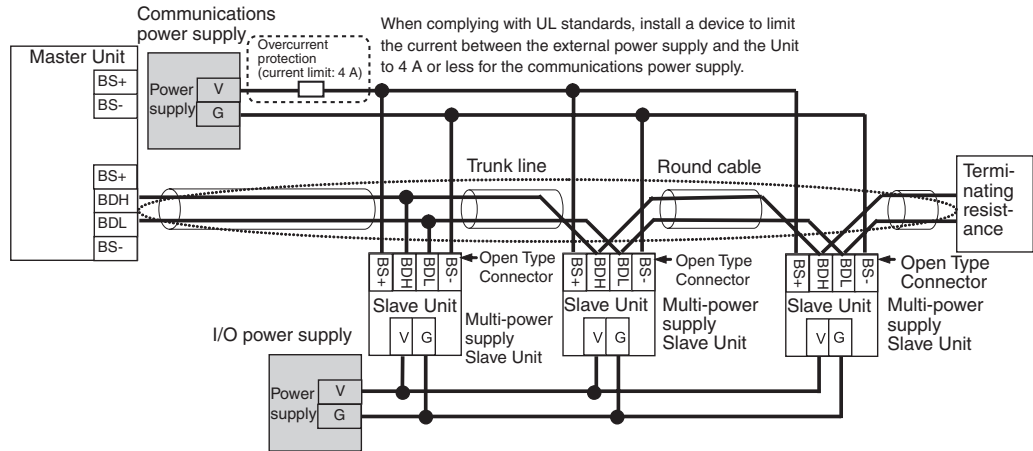 Communications
power supply
When complying with UL standards, install a device to limit
the current between the external power supply and the Unit
to 4 A or less for the communications power supply.
Overcurrent
protection
(current limit: 4 A)
Master Unit
BS+
BS-
Power
supply
V
G
BS+
BDH
BDL
BS-
Trunk line
Round cable
Termi-
nating
resist-
ance
BS+
BDH
BDL
BS-
Open Type
Connector
Slave Unit
V G
Multi-power
supply
Slave Unit
BS+
BDH
BDL
BS-
Open Type
Connector
Slave Unit
V G
Multi-power
supply
Slave Unit
BS+
BDH
BDL
BS-
Open Type
Connector
Slave Unit
V G
Multi-power
supply
Slave Unit
I/O power supply
Power
supply
V
G